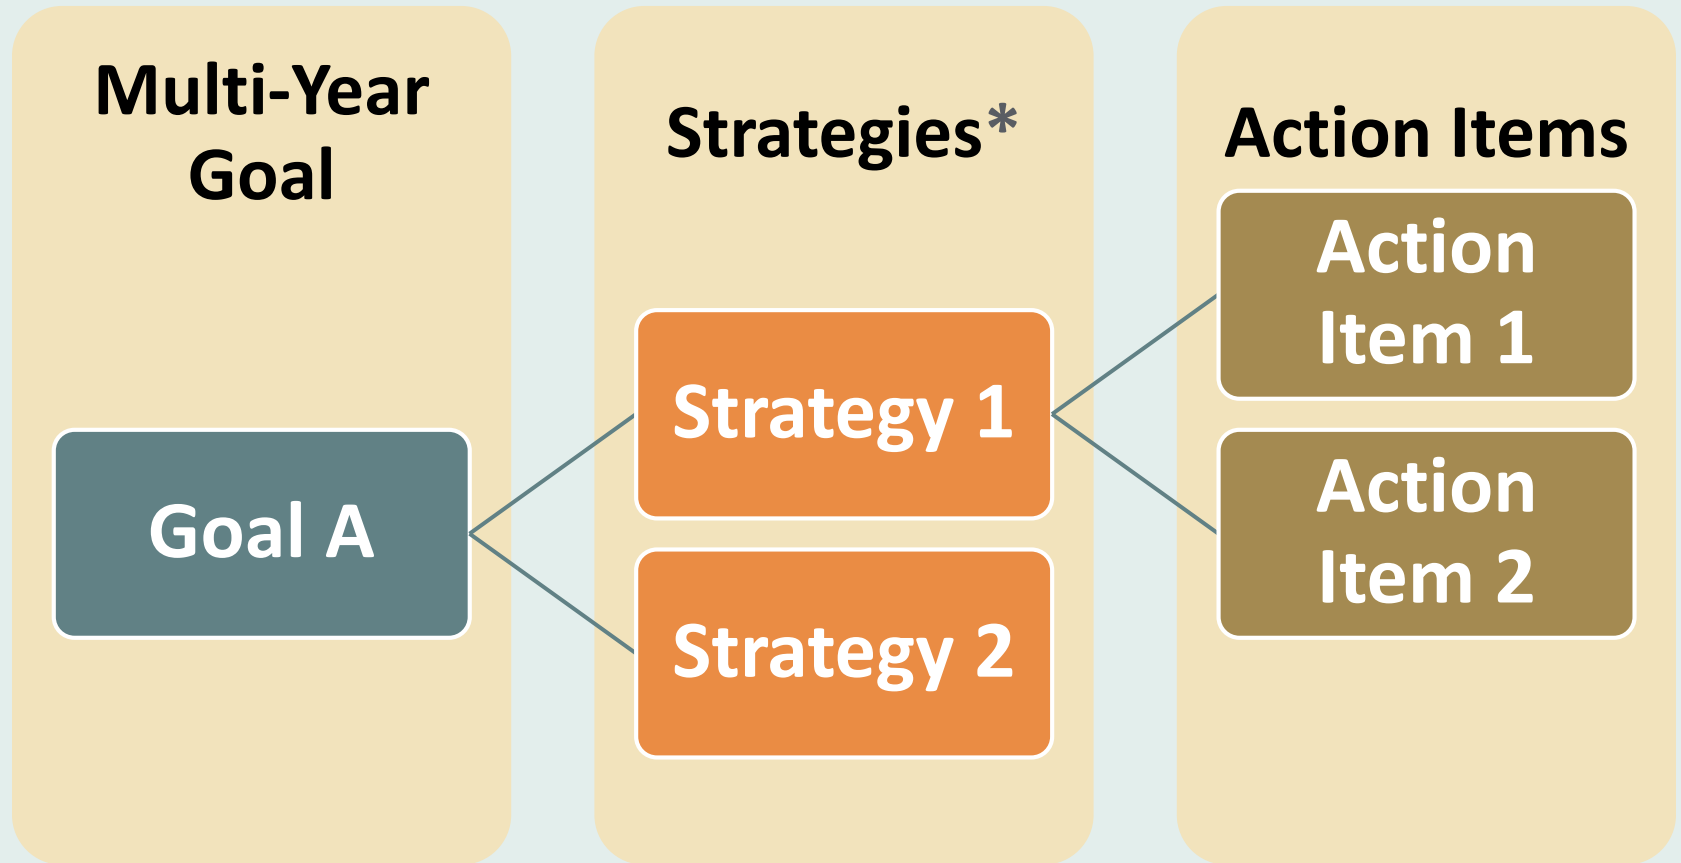 Multi-Year
Goal
Goal A
Strategies*
Strategy 1
Strategy 2
Action Items
Action
Item 1
Action
Item 2